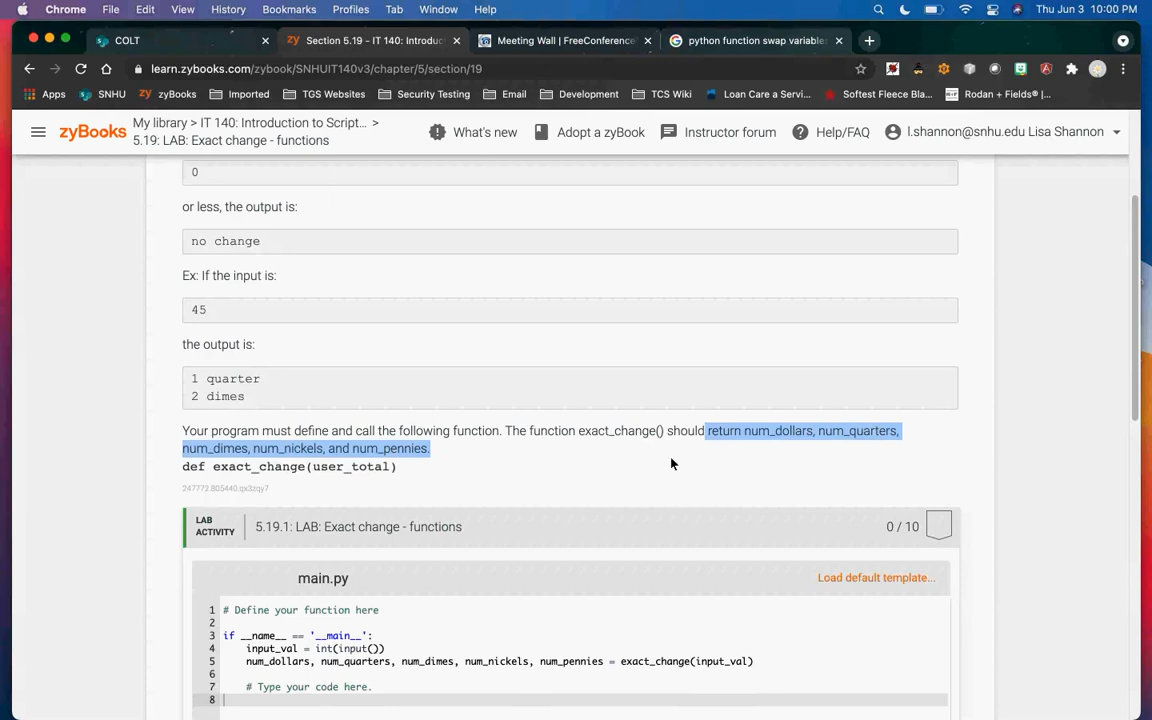 Chrome File Edit View History Bookmarks Profiles Tab Window Help Thu Jun 3 10:00 PM
COLT × zy Section 5.19 - IT 140: Introduc × Meeting Wall | FreeConference × python function swap variable ×
learn.zybooks.com/zybook/SNHUIT140v3/chapter/5/section/19
Apps SNHU zy zyBooks Imported TGS Websites Security Testing Email Development TCS Wiki Loan Care a Servi... Softest Fleece Bla... Rodan + Fields® |...
zyBooks My library > IT 140: Introduction to Script... >
5.19: LAB: Exact change - functions
What's new Adopt a zyBook Instructor forum Help/FAQ l.shannon@snhu.edu Lisa Shannon
0
or less, the output is:
no change
Ex: If the input is:
45
the output is:
1 quarter
2 dimes
Your program must define and call the following function. The function exact_change() should return num_dollars, num_quarters,
num_dimes, num_nickels, and num_pennies.
def exact_change(user_total)
247772.805440.qx3zqy7
LAB
ACTIVITY
5.19.1: LAB: Exact change - functions 0 / 10
main.py Load default template...
1 # Define your function here
2
3 if __name__ == '__main__':
4 input_val = int(input())
5 num_dollars, num_quarters, num_dimes, num_nickels, num_pennies = exact_change(input_val)
6
7 # Type your code here.
8